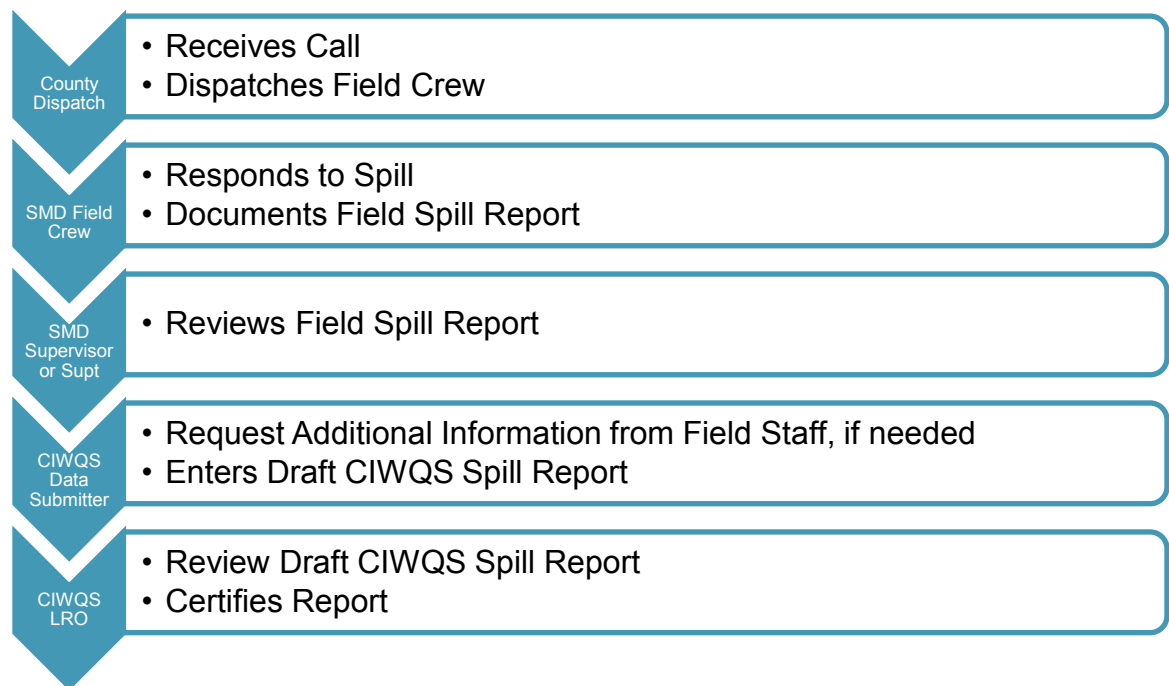 County
Dispatch
• Receives Call
• Dispatches Field Crew
SMD Field
Crew
• Responds to Spill
• Documents Field Spill Report
SMD
Supervisor
or Supt
• Reviews Field Spill Report
CIWQS
Data
Submitter
• Request Additional Information from Field Staff, if needed
• Enters Draft CIWQS Spill Report
CIWQS
LRO
• Review Draft CIWQS Spill Report
• Certifies Report